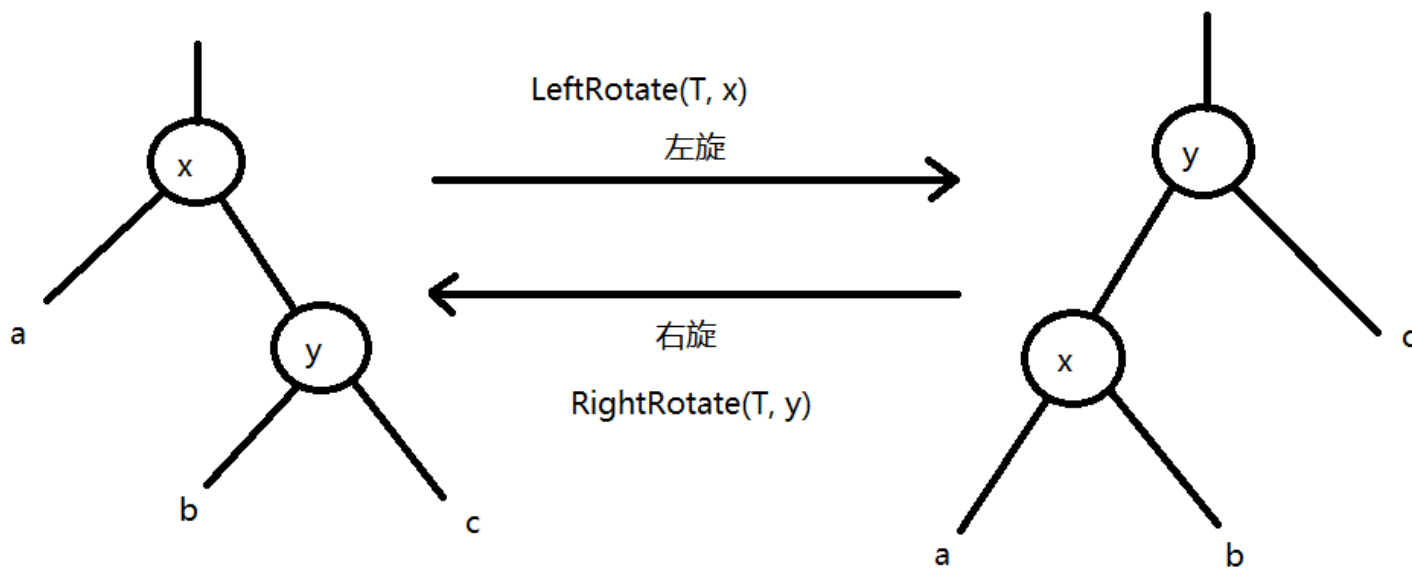 LeftRotate(T, x)
左旋
x
y
a
y
b
c
右旋
RightRotate(T, y)
x
c
a
b